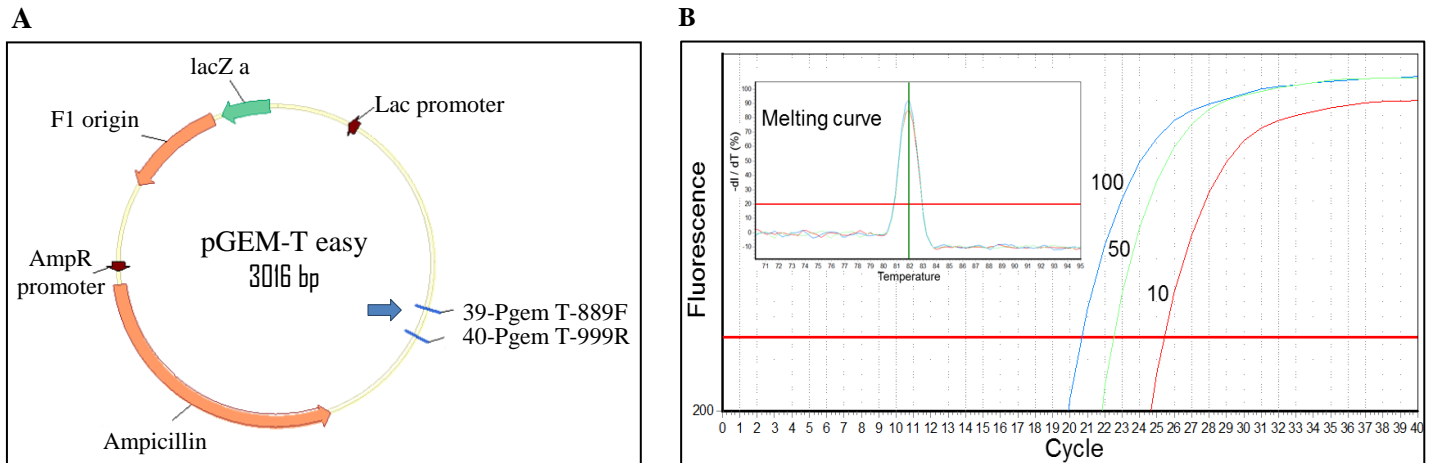 A
lacZ a
Lac promoter
F1 origin
pGEM-T easy
3016 bp
AmpR
promoter
39-Pgem T-889F
40-Pgem T-999R
Ampicillin
B
Fluorescence
200
Melting curve
-dI / dT (%)
100
90
80
70
60
50
40
30
20
10
0
-10
71 72 73 74 75 76 77 78 79 80 81 82 83 84 85 86 87 88 89 90 91 92 93 94 95
Temperature
100
50
10
0 1 2 3 4 5 6 7 8 9 10 11 12 13 14 15 16 17 18 19 20 21 22 23 24 25 26 27 28 29 30 31 32 33 34 35 36 37 38 39 40
Cycle